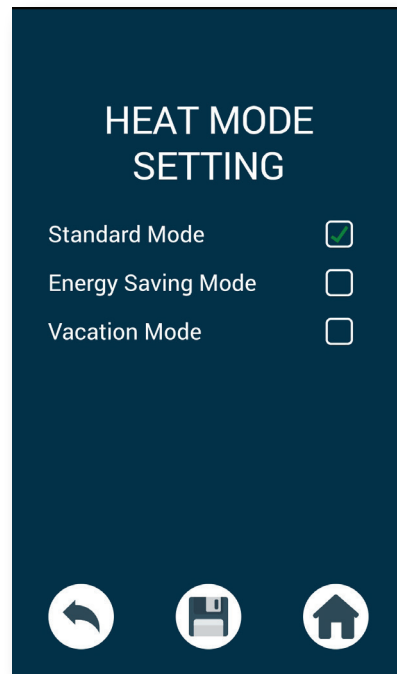 HEAT MODE
SETTING
Standard Mode
Energy Saving Mode
Vacation Mode